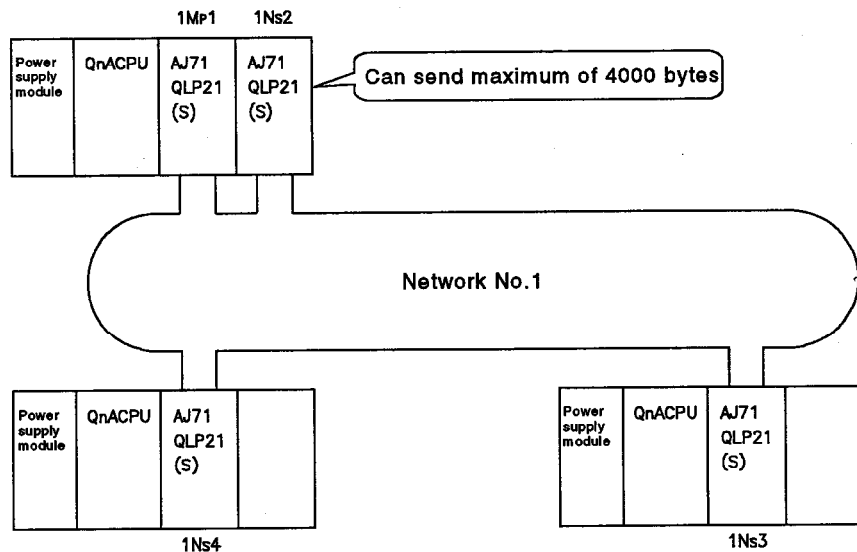 1MP1 1NS2
Power
supply
module
QnACPU
AJ71
QLP21
(S)
AJ71
QLP21
(S)
Can send maximum of 4000 bytes
Network No.1
Power
supply
module
QnACPU
AJ71
QLP21
(S)
1NS4
Power
supply
module
QnACPU
AJ71
QLP21
(S)
1NS3